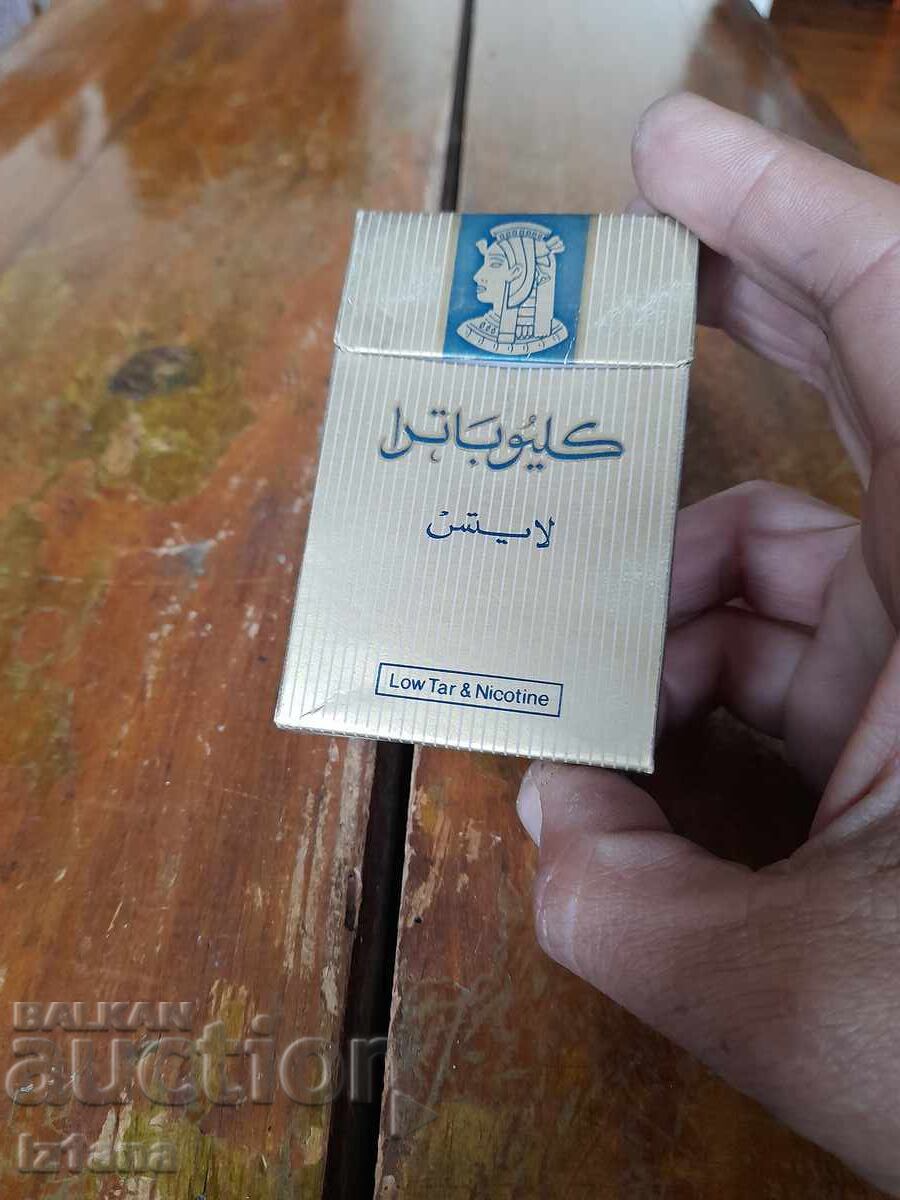 كليوباترا
لايتس
Low Tar & Nicotine
BALKAN
auction
Iztana